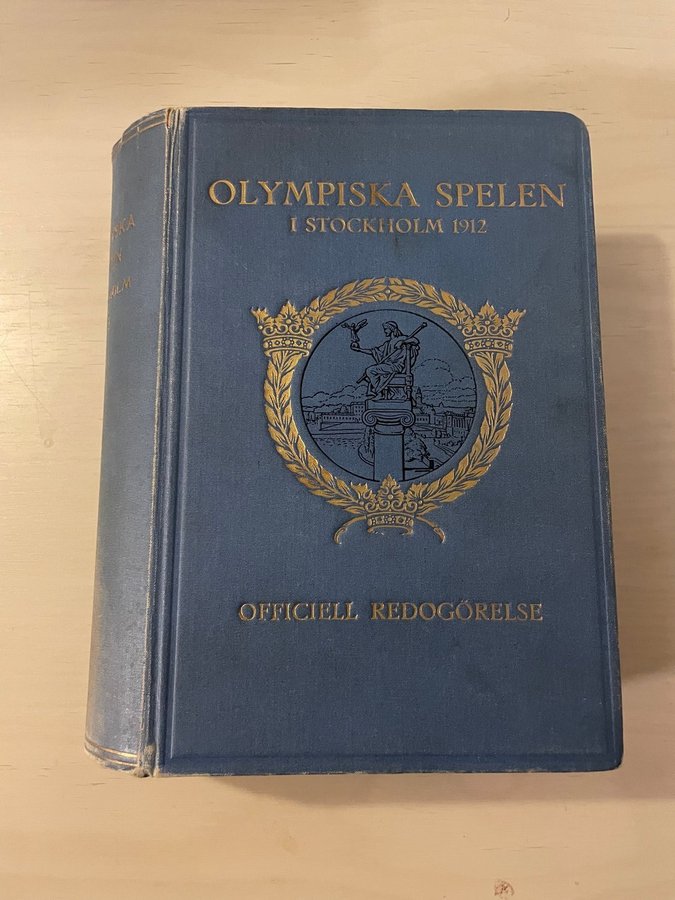 OLYMPISKA SPELEN
I STOCKHOLM 1912
OFFICIELL REDOGÖRELSE